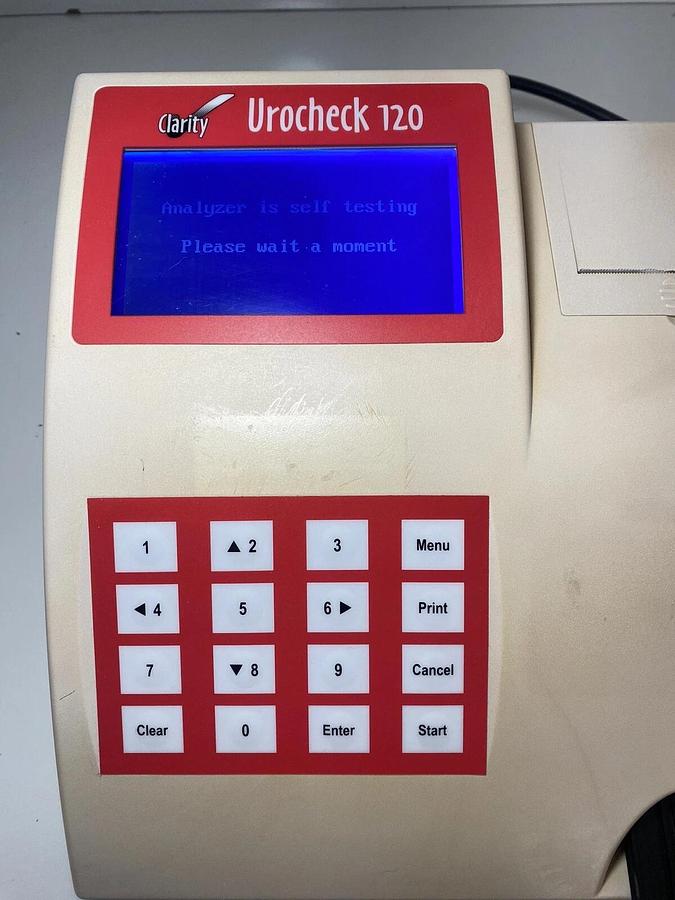 Clarity Urocheck 120
Analyzer is self testing
Please wait a moment
1 ▲ 2 3 Menu
◀ 4 5 6 ▶ Print
7 ▼ 8 9 Cancel
Clear 0 Enter Start